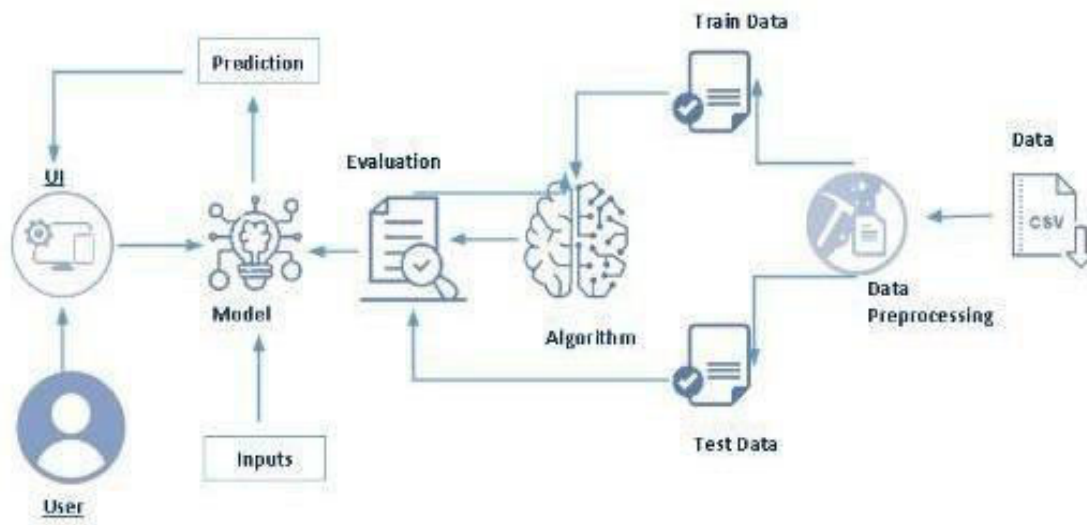 Train Data
Prediction
Data
Evaluation
UI
CSV
Model
Data
Preprocessing
Algorithm
Test Data
Inputs
User